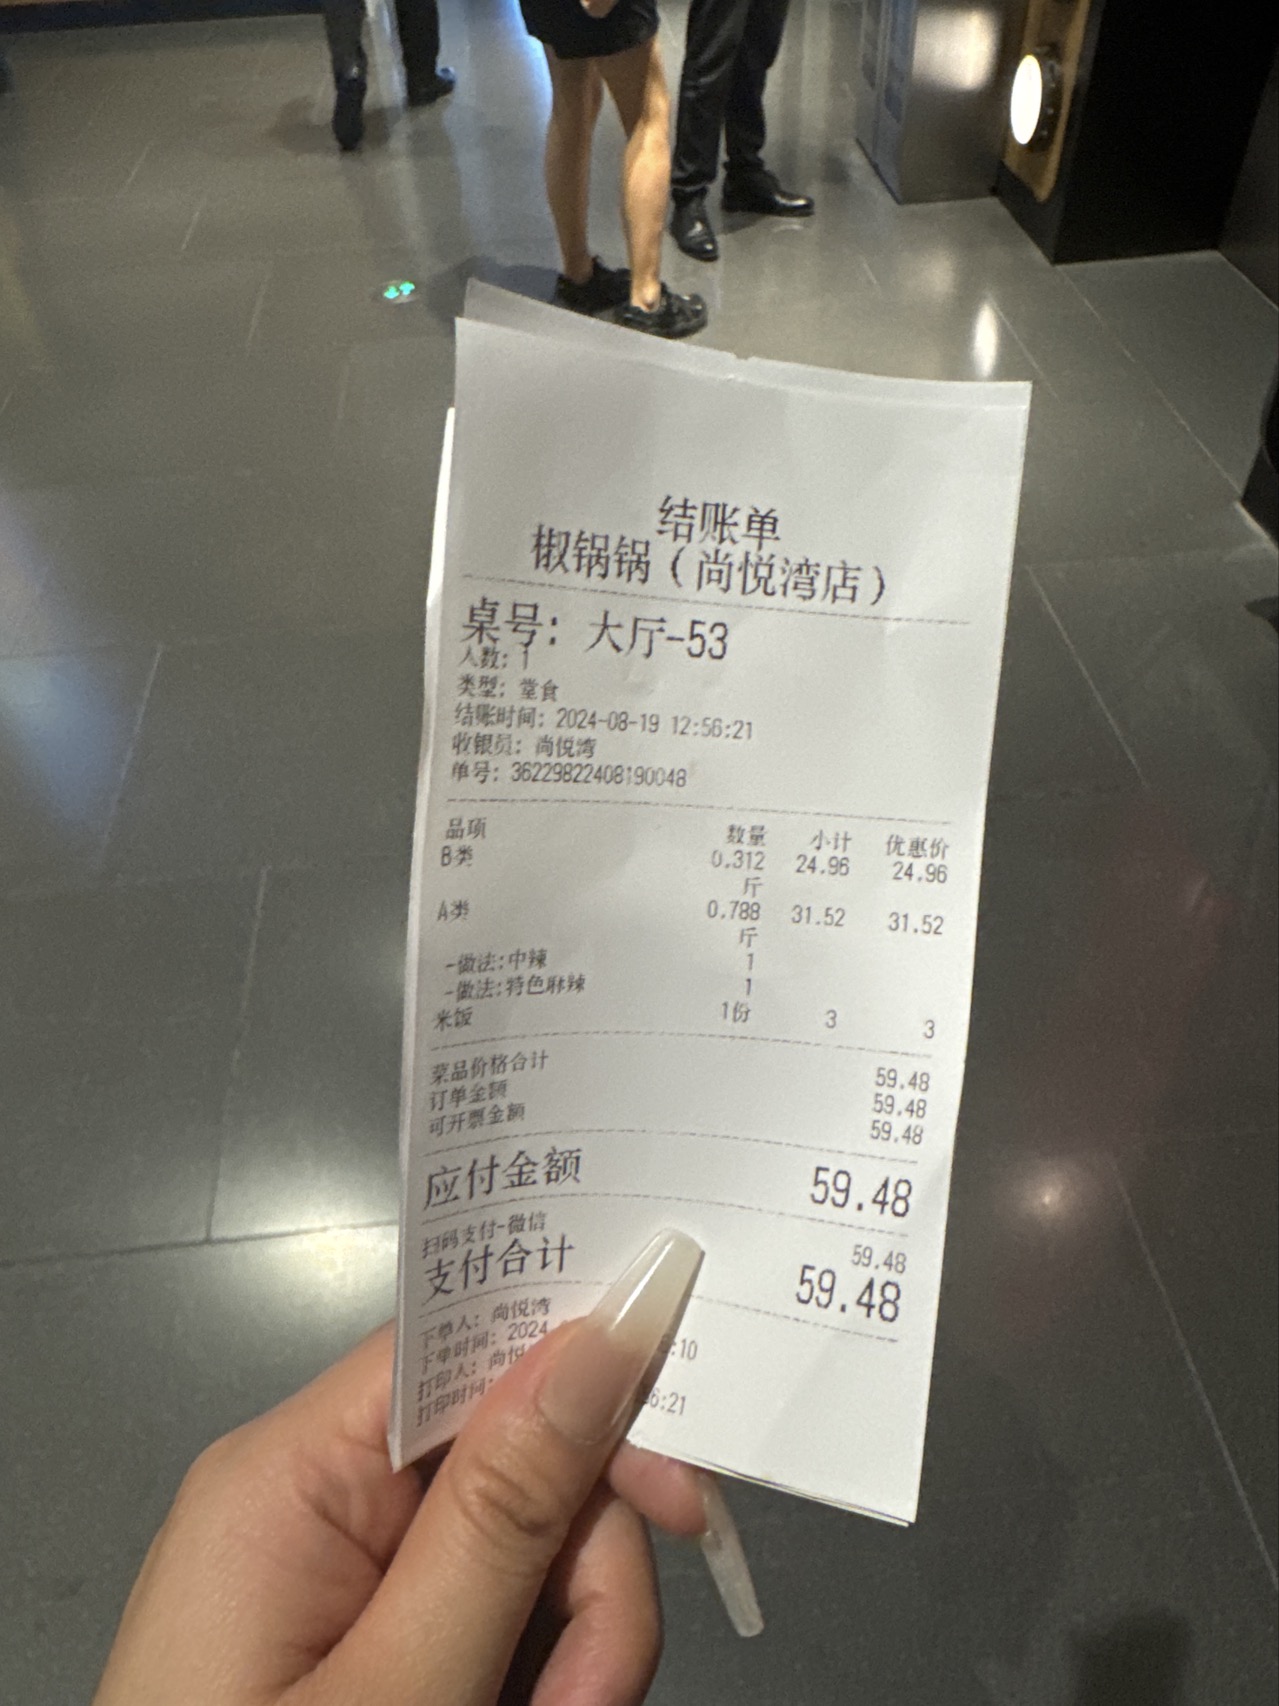 结账单
椒锅锅（尚悦湾店）
桌号：大厅-53
人数：1
类型：堂食
结账时间：2024-08-19 12:56:21
收银员：尚悦湾
单号：36229822408190048
品项 数量 小计 优惠价
B类 0.312 24.96 24.96
斤
A类 0.788 31.52 31.52
斤
-做法:中辣 1
-做法:特色麻辣 1
米饭 1份 3 3
菜品价格合计 59.48
订单金额 59.48
可开票金额 59.48
应付金额 59.48
扫码支付-微信 59.48
支付合计 59.48
下单人：尚悦湾
下单时间：2024 :10
打印人：尚悦
打印时间： 6:21